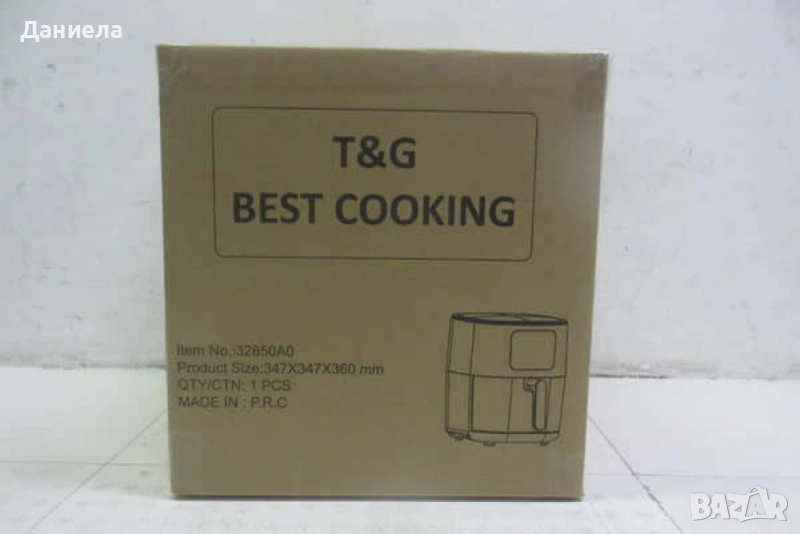 Даниела
T&G
BEST COOKING
Item No.:32850A0
Product Size:347X347X360 mm
QTY/CTN: 1 PCS
MADE IN : P.R.C
BAZAR